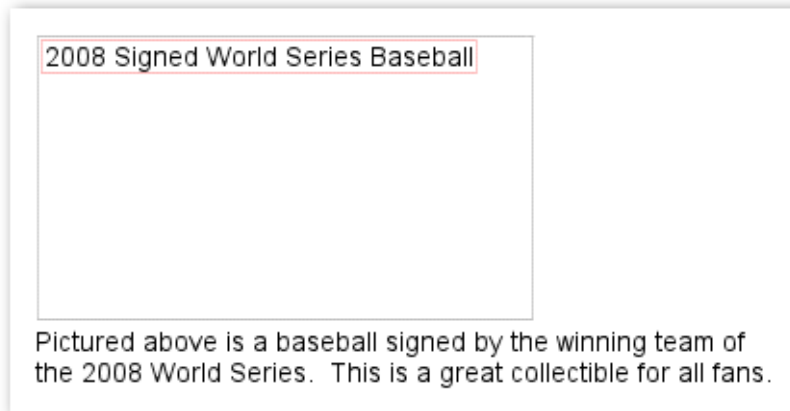 2008 Signed World Series Baseball
Pictured above is a baseball signed by the winning team of
the 2008 World Series.  This is a great collectible for all fans.